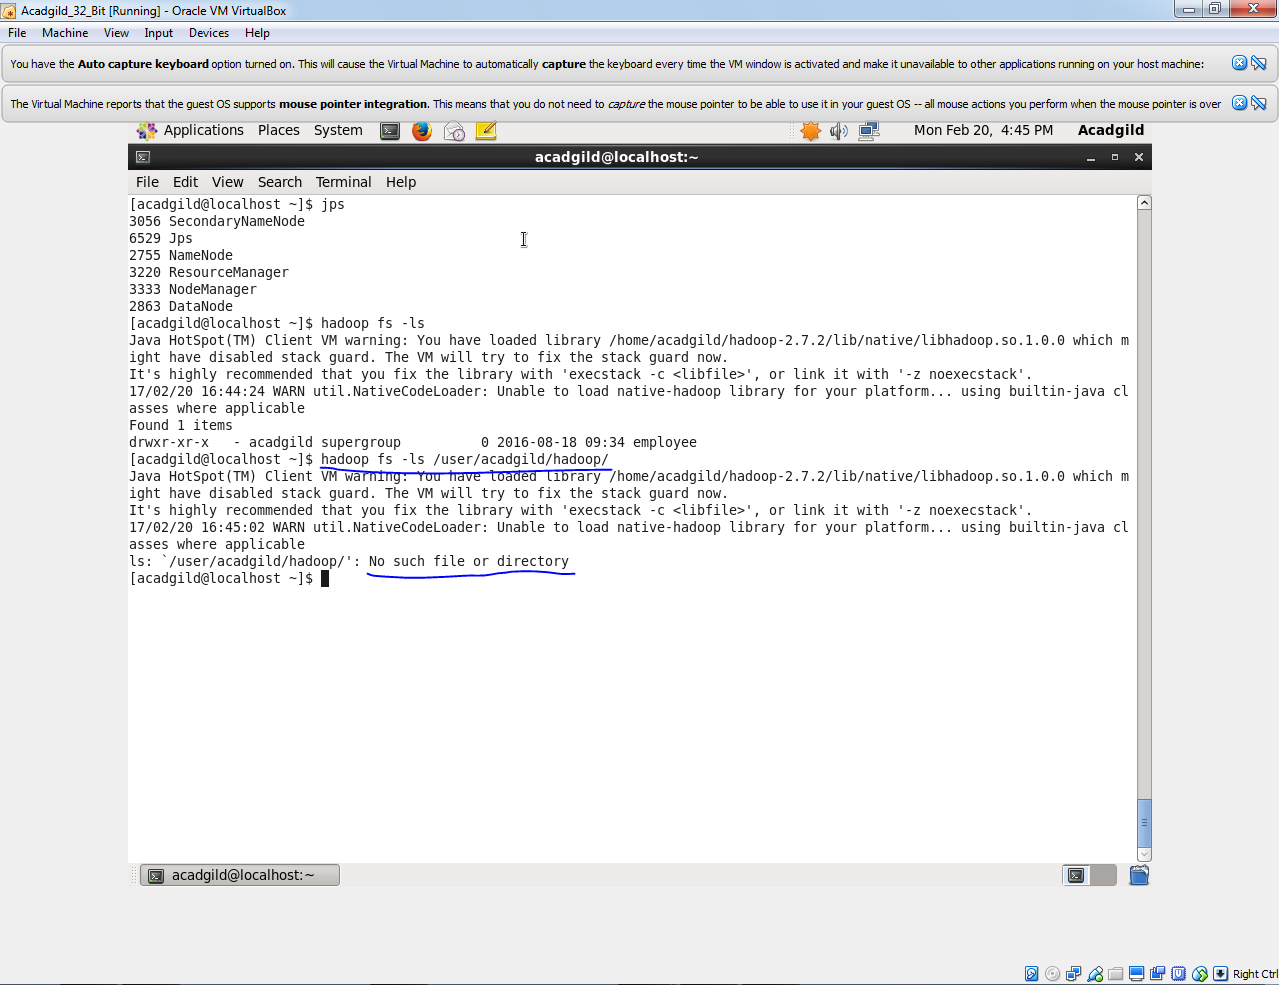 Acadgild_32_Bit [Running] - Oracle VM VirtualBox
File Machine View Input Devices Help
You have the Auto capture keyboard option turned on. This will cause the Virtual Machine to automatically capture the keyboard every time the VM window is activated and make it unavailable to other applications running on your host machine:
The Virtual Machine reports that the guest OS supports mouse pointer integration. This means that you do not need to capture the mouse pointer to be able to use it in your guest OS -- all mouse actions you perform when the mouse pointer is over
Applications Places System Mon Feb 20, 4:45 PM Acadgild
acadgild@localhost:~
File Edit View Search Terminal Help
[acadgild@localhost ~]$ jps
3056 SecondaryNameNode
6529 Jps
2755 NameNode
3220 ResourceManager
3333 NodeManager
2863 DataNode
[acadgild@localhost ~]$ hadoop fs -ls
Java HotSpot(TM) Client VM warning: You have loaded library /home/acadgild/hadoop-2.7.2/lib/native/libhadoop.so.1.0.0 which m
ight have disabled stack guard. The VM will try to fix the stack guard now.
It's highly recommended that you fix the library with 'execstack -c <libfile>', or link it with '-z noexecstack'.
17/02/20 16:44:24 WARN util.NativeCodeLoader: Unable to load native-hadoop library for your platform... using builtin-java cl
asses where applicable
Found 1 items
drwxr-xr-x   - acadgild supergroup          0 2016-08-18 09:34 employee
[acadgild@localhost ~]$ hadoop fs -ls /user/acadgild/hadoop/
Java HotSpot(TM) Client VM warning: You have loaded library /home/acadgild/hadoop-2.7.2/lib/native/libhadoop.so.1.0.0 which m
ight have disabled stack guard. The VM will try to fix the stack guard now.
It's highly recommended that you fix the library with 'execstack -c <libfile>', or link it with '-z noexecstack'.
17/02/20 16:45:02 WARN util.NativeCodeLoader: Unable to load native-hadoop library for your platform... using builtin-java cl
asses where applicable
ls: `/user/acadgild/hadoop/': No such file or directory
[acadgild@localhost ~]$
acadgild@localhost:~
Right Ctrl